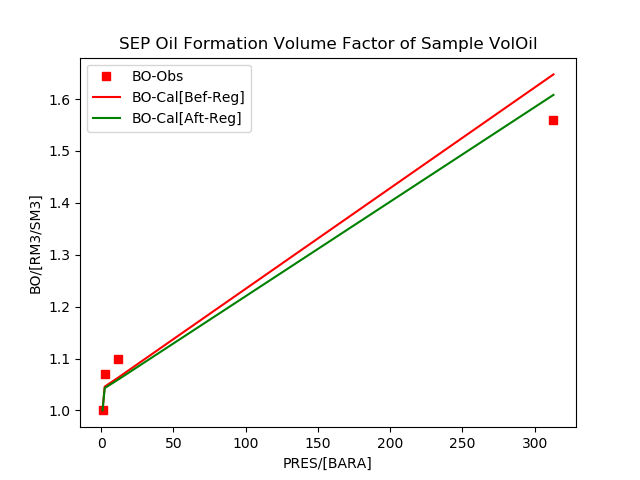 SEP Oil Formation Volume Factor of Sample VolOil
BO-Obs
BO-Cal[Bef-Reg]
BO-Cal[Aft-Reg]
1.6
1.5
1.4
1.3
1.2
1.1
1.0
BO/[RM3/SM3]
0 50 100 150 200 250 300
PRES/[BARA]